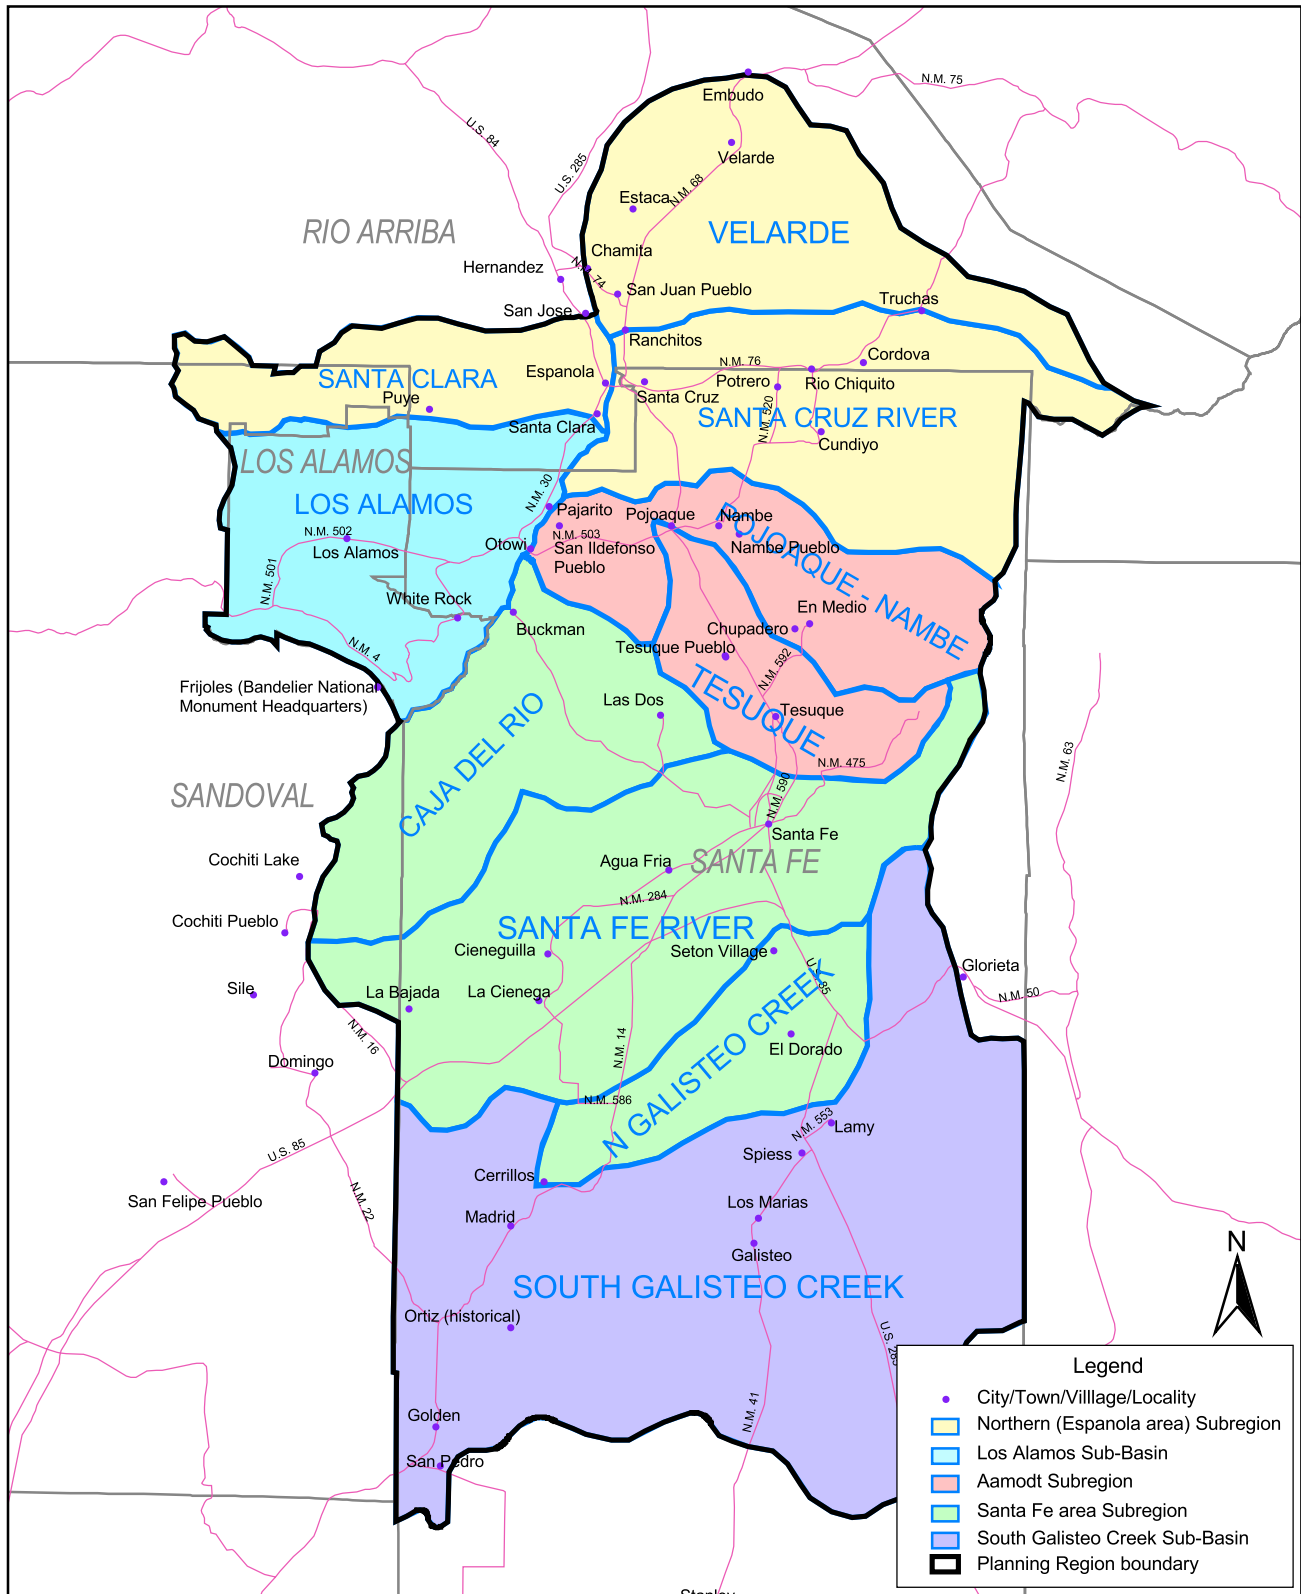 N.M. 75
Embudo
U.S. 84
Velarde
U.S. 285
N.M. 68
Estaca
RIO ARRIBA
VELARDE
Chamita
Hernandez
N.M. 74
San Juan Pueblo
Truchas
San Jose
Ranchitos
Cordova
N.M. 76
Espanola
SANTA CLARA
Potrero
Rio Chiquito
Puye
Santa Cruz
SANTA CRUZ RIVER
N.M. 520
Santa Clara
Cundiyo
LOS ALAMOS
LOS ALAMOS
N.M. 30
Pajarito
Pojoaque
Nambe
POJOAQUE - NAMBE
N.M. 502
N.M. 503
Los Alamos
Otowi
San Ildefonso
Pueblo
Nambe Pueblo
N.M. 501
White Rock
En Medio
Buckman
Chupadero
N.M. 4
Tesuque Pueblo
N.M. 592
Frijoles (Bandelier National
Monument Headquarters)
TESUQUE
Las Dos
Tesuque
CAJA DEL RIO
N.M. 63
N.M. 475
SANDOVAL
N.M. 590
Santa Fe
Cochiti Lake
Agua Fria
SANTA FE
N.M. 284
Cochiti Pueblo
SANTA FE RIVER
Cieneguilla
Seton Village
Glorieta
U.S. 85
Sile
La Bajada
La Cienega
N.M. 50
N.M. 16
N.M. 14
El Dorado
N GALISTEO CREEK
Domingo
N.M. 586
N.M. 553
Lamy
U.S. 85
Spiess
Cerrillos
San Felipe Pueblo
N.M. 22
Los Marias
Madrid
Galisteo
N
SOUTH GALISTEO CREEK
Ortiz (historical)
U.S. 285
Legend
City/Town/Villlage/Locality
Northern (Espanola area) Subregion
Los Alamos Sub-Basin
Aamodt Subregion
Santa Fe area Subregion
South Galisteo Creek Sub-Basin
Planning Region boundary
N.M. 41
Golden
San Pedro
Stanley